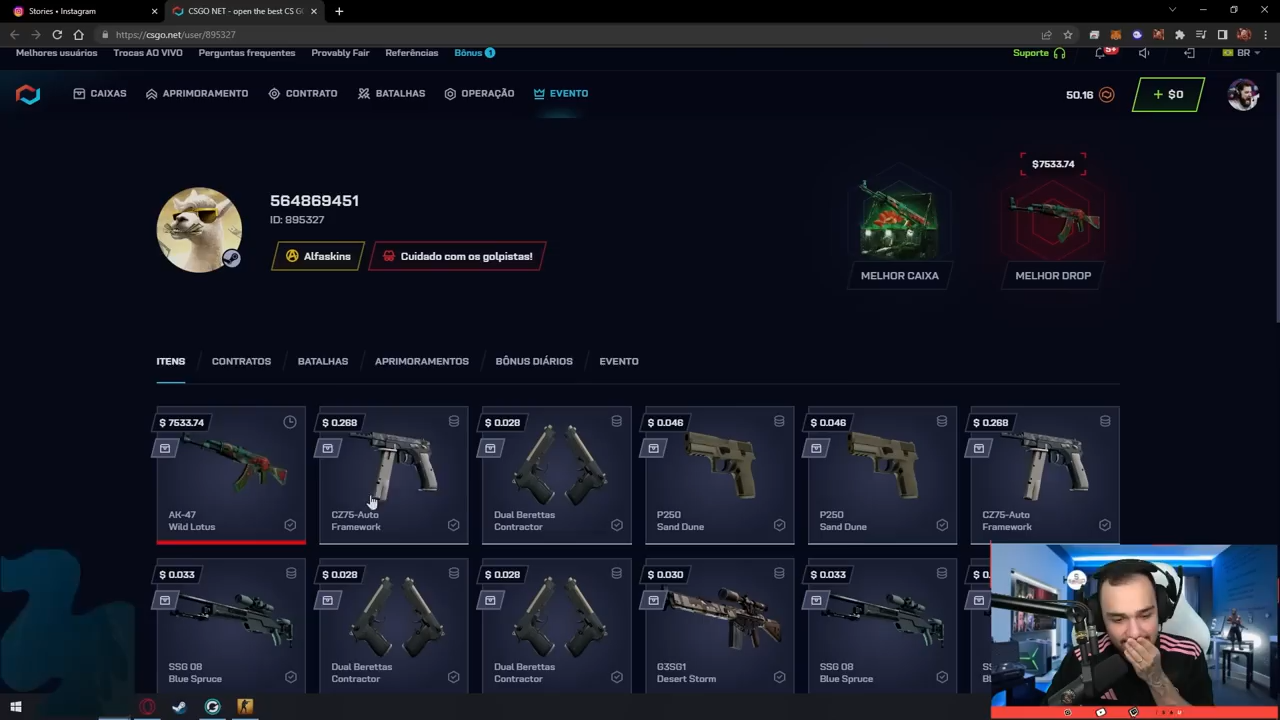 Stories • Instagram
CSGO NET - open the best CS GO
https://csgo.net/user/895327
Melhores usuários
Trocas AO VIVO
Perguntas frequentes
Provably Fair
Referências
Bônus 1
Suporte
5+
BR
CAIXAS
APRIMORAMENTO
CONTRATO
BATALHAS
OPERAÇÃO
EVENTO
50.16
+ $0
564869451
ID: 895327
Alfaskins
Cuidado com os golpistas!
MELHOR CAIXA
$7533.74
MELHOR DROP
ITENS
CONTRATOS
BATALHAS
APRIMORAMENTOS
BÔNUS DIÁRIOS
EVENTO
$ 7533.74
AK-47
Wild Lotus
$ 0.268
CZ75-Auto
Framework
$ 0.028
Dual Berettas
Contractor
$ 0.046
P250
Sand Dune
$ 0.046
P250
Sand Dune
$ 0.268
CZ75-Auto
Framework
$ 0.033
SSG 08
Blue Spruce
$ 0.028
Dual Berettas
Contractor
$ 0.028
Dual Berettas
Contractor
$ 0.030
G3SG1
Desert Storm
$ 0.033
SSG 08
Blue Spruce